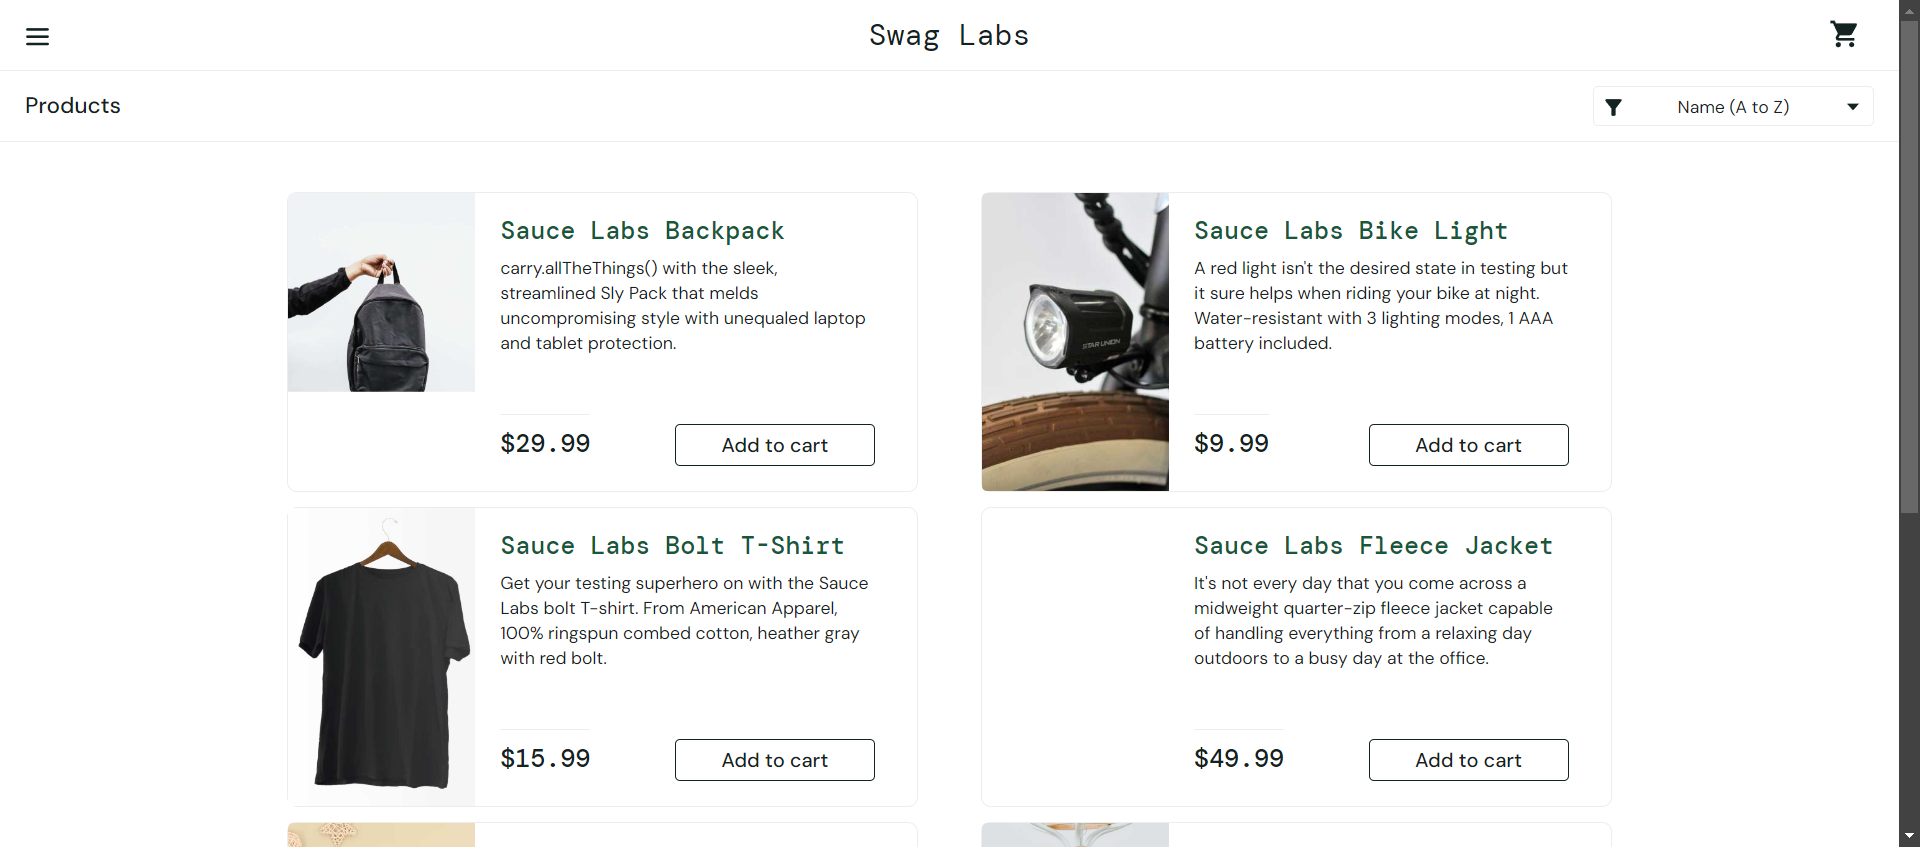 Swag Labs
Products
Name (A to Z)
Sauce Labs Backpack
carry.allTheThings() with the sleek,
streamlined Sly Pack that melds
uncompromising style with unequaled laptop
and tablet protection.
$29.99
Add to cart
Sauce Labs Bike Light
A red light isn't the desired state in testing but
it sure helps when riding your bike at night.
Water-resistant with 3 lighting modes, 1 AAA
battery included.
STAR UNION
$9.99
Add to cart
Sauce Labs Bolt T-Shirt
Get your testing superhero on with the Sauce
Labs bolt T-shirt. From American Apparel,
100% ringspun combed cotton, heather gray
with red bolt.
$15.99
Add to cart
Sauce Labs Fleece Jacket
It's not every day that you come across a
midweight quarter-zip fleece jacket capable
of handling everything from a relaxing day
outdoors to a busy day at the office.
$49.99
Add to cart